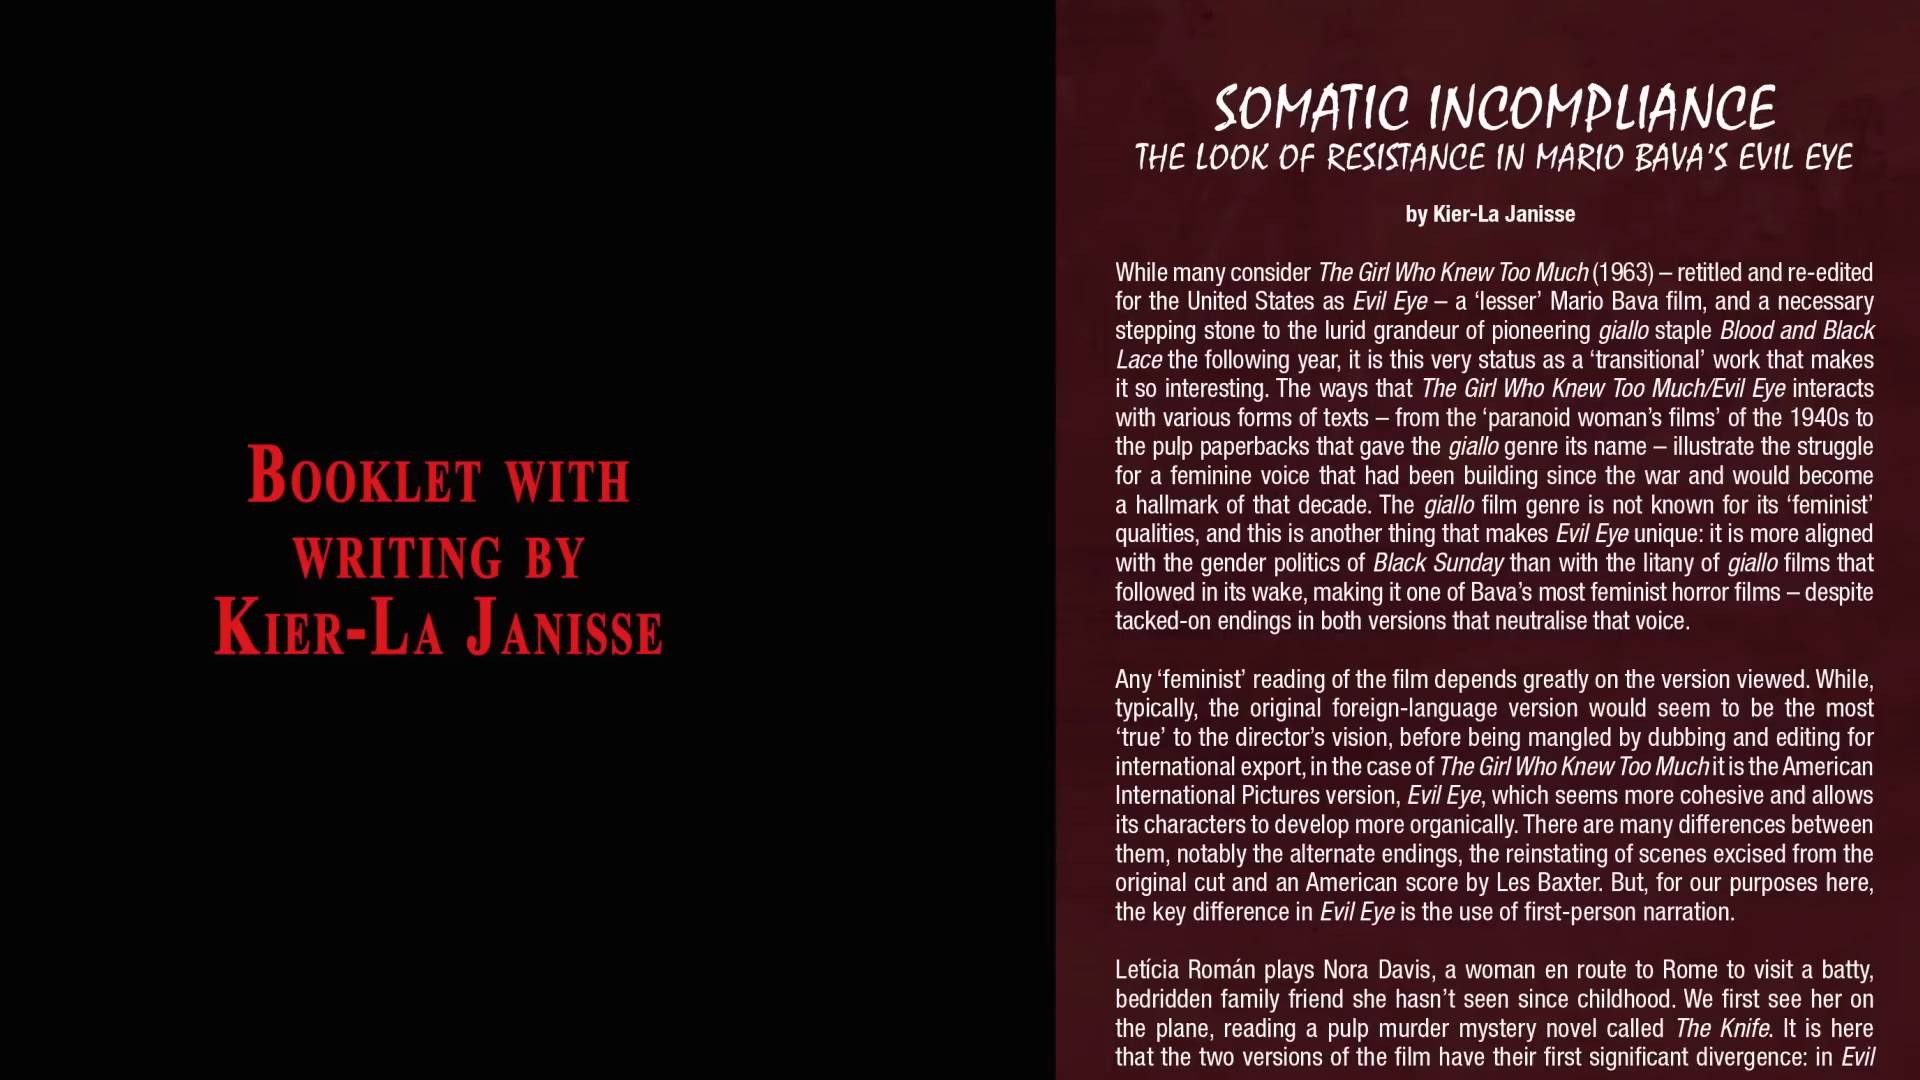 BOOKLET WITH
WRITING BY
KIER-LA JANISSE
SOMATIC INCOMPLIANCE
THE LOOK OF RESISTANCE IN MARIO BAVA'S EVIL EYE
by Kier-La Janisse
While many consider The Girl Who Knew Too Much (1963) – retitled and re-edited
for the United States as Evil Eye – a ‘lesser’ Mario Bava film, and a necessary
stepping stone to the lurid grandeur of pioneering giallo staple Blood and Black
Lace the following year, it is this very status as a ‘transitional’ work that makes
it so interesting. The ways that The Girl Who Knew Too Much/Evil Eye interacts
with various forms of texts – from the ‘paranoid woman’s films’ of the 1940s to
the pulp paperbacks that gave the giallo genre its name – illustrate the struggle
for a feminine voice that had been building since the war and would become
a hallmark of that decade. The giallo film genre is not known for its ‘feminist’
qualities, and this is another thing that makes Evil Eye unique: it is more aligned
with the gender politics of Black Sunday than with the litany of giallo films that
followed in its wake, making it one of Bava’s most feminist horror films – despite
tacked-on endings in both versions that neutralise that voice.
Any ‘feminist’ reading of the film depends greatly on the version viewed. While,
typically, the original foreign-language version would seem to be the most
‘true’ to the director’s vision, before being mangled by dubbing and editing for
international export, in the case of The Girl Who Knew Too Much it is the American
International Pictures version, Evil Eye, which seems more cohesive and allows
its characters to develop more organically. There are many differences between
them, notably the alternate endings, the reinstating of scenes excised from the
original cut and an American score by Les Baxter. But, for our purposes here,
the key difference in Evil Eye is the use of first-person narration.
Letícia Román plays Nora Davis, a woman en route to Rome to visit a batty,
bedridden family friend she hasn’t seen since childhood. We first see her on
the plane, reading a pulp murder mystery novel called The Knife. It is here
that the two versions of the film have their first significant divergence: in Evil